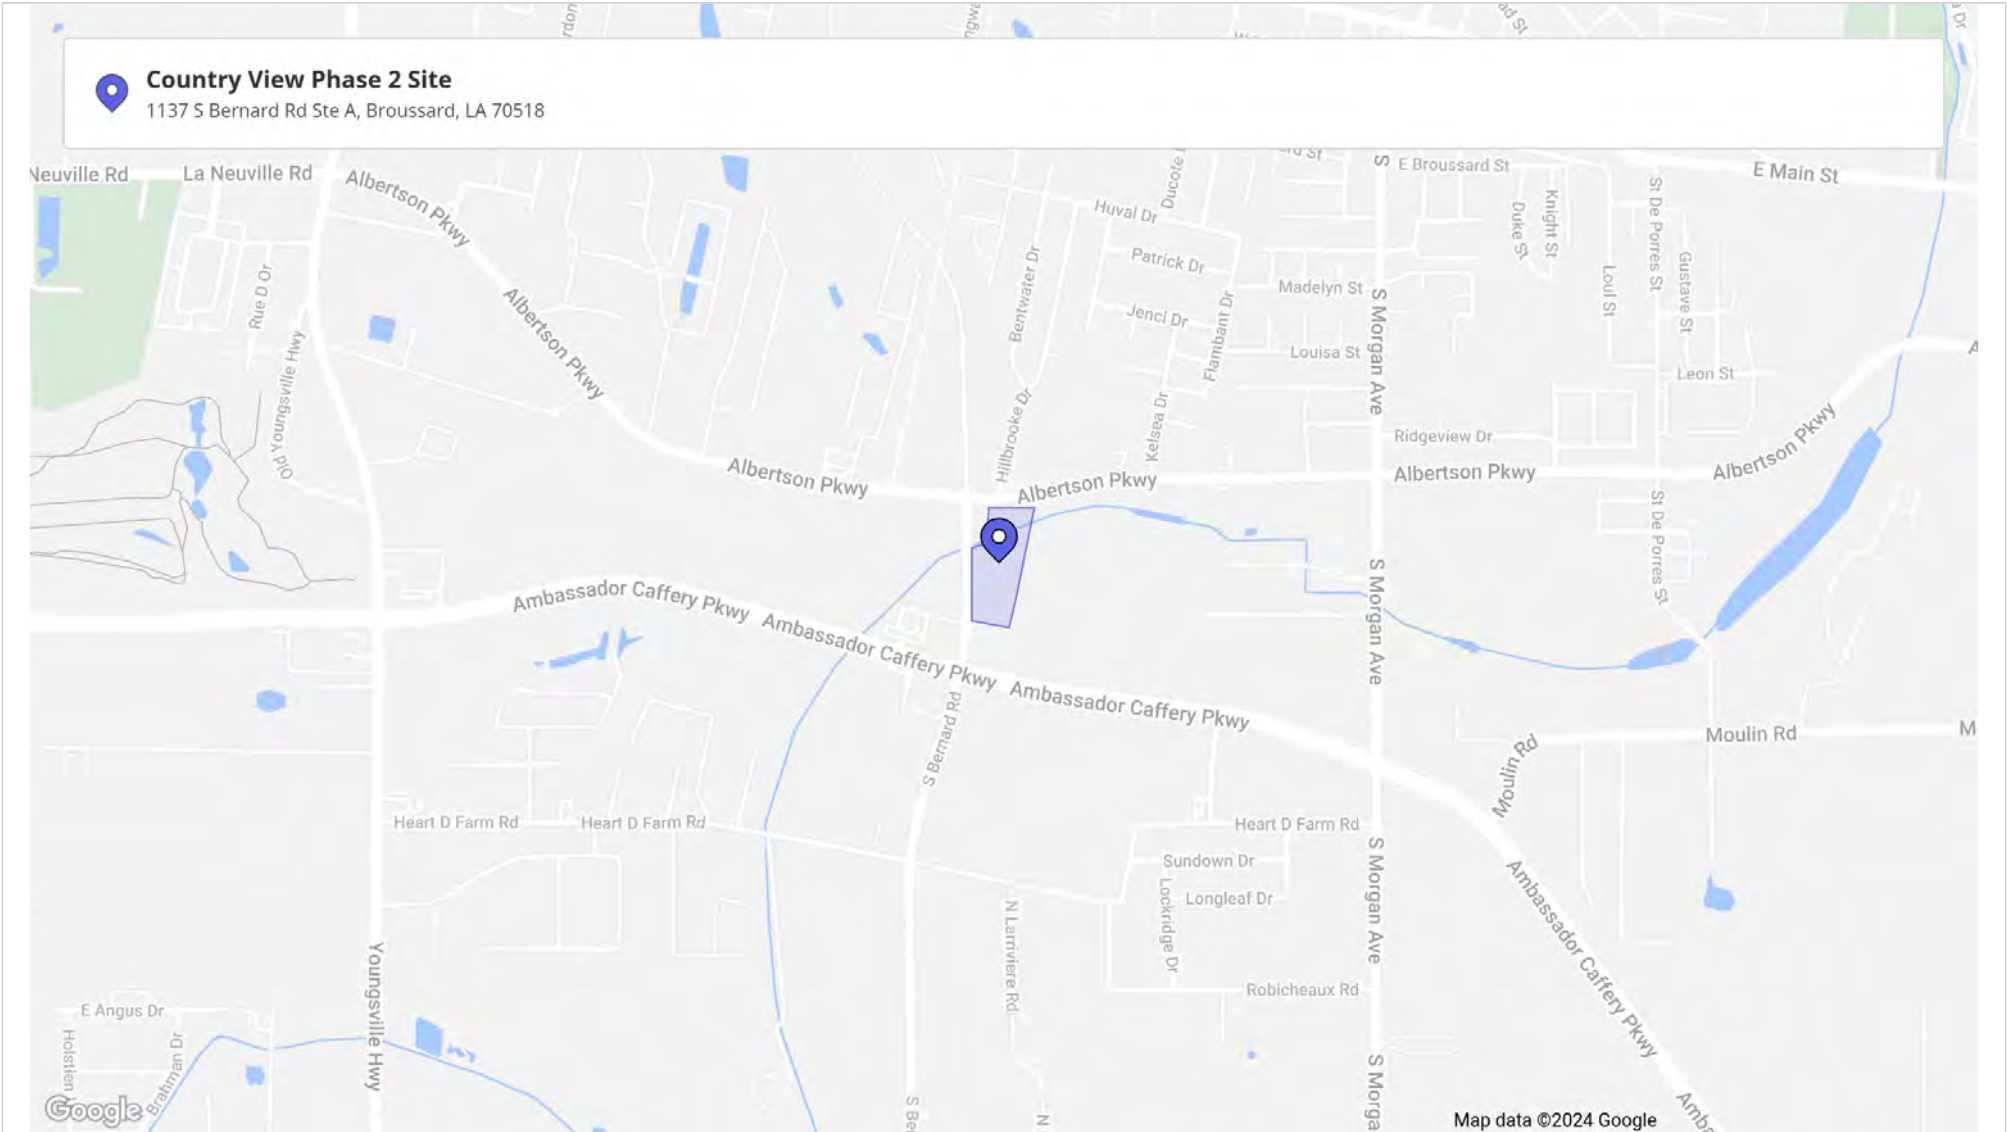 Country View Phase 2 Site
1137 S Bernard Rd Ste A, Broussard, LA 70518
Neuville Rd
La Neuville Rd
Albertson Pkwy
Albertson Pkwy
Albertson Pkwy
Albertson Pkwy
Albertson Pkwy
Albertson Pkwy
E Broussard St
E Main St
Huval Dr
Ducote
Patrick Dr
Jenci Dr
Flambant Dr
Kelsea Dr
Bentwater Dr
Hillbrooke Dr
Madelyn St
Louisa St
S
S Morgan Ave
Duke St
Knight St
Loul St
St De Porres St
Gustave St
Leon St
Ridgeview Dr
Rue D Or
Old Youngsville Hwy
St De Porres St
S Morgan Ave
Ambassador Caffery Pkwy
Ambassador Caffery Pkwy
Ambassador Caffery Pkwy
S Bernard Rd
Moulin Rd
Moulin Rd
M
Heart D Farm Rd
Heart D Farm Rd
Heart D Farm Rd
Sundown Dr
Longleaf Dr
Lockridge Dr
S Morgan Ave
N Larriviere Rd
Robicheaux Rd
Ambassador Caffery Pkwy
Youngsville Hwy
E Angus Dr
Holstien
Brahman Dr
S Be
N
S Morga
Amba
Google
Map data ©2024 Google